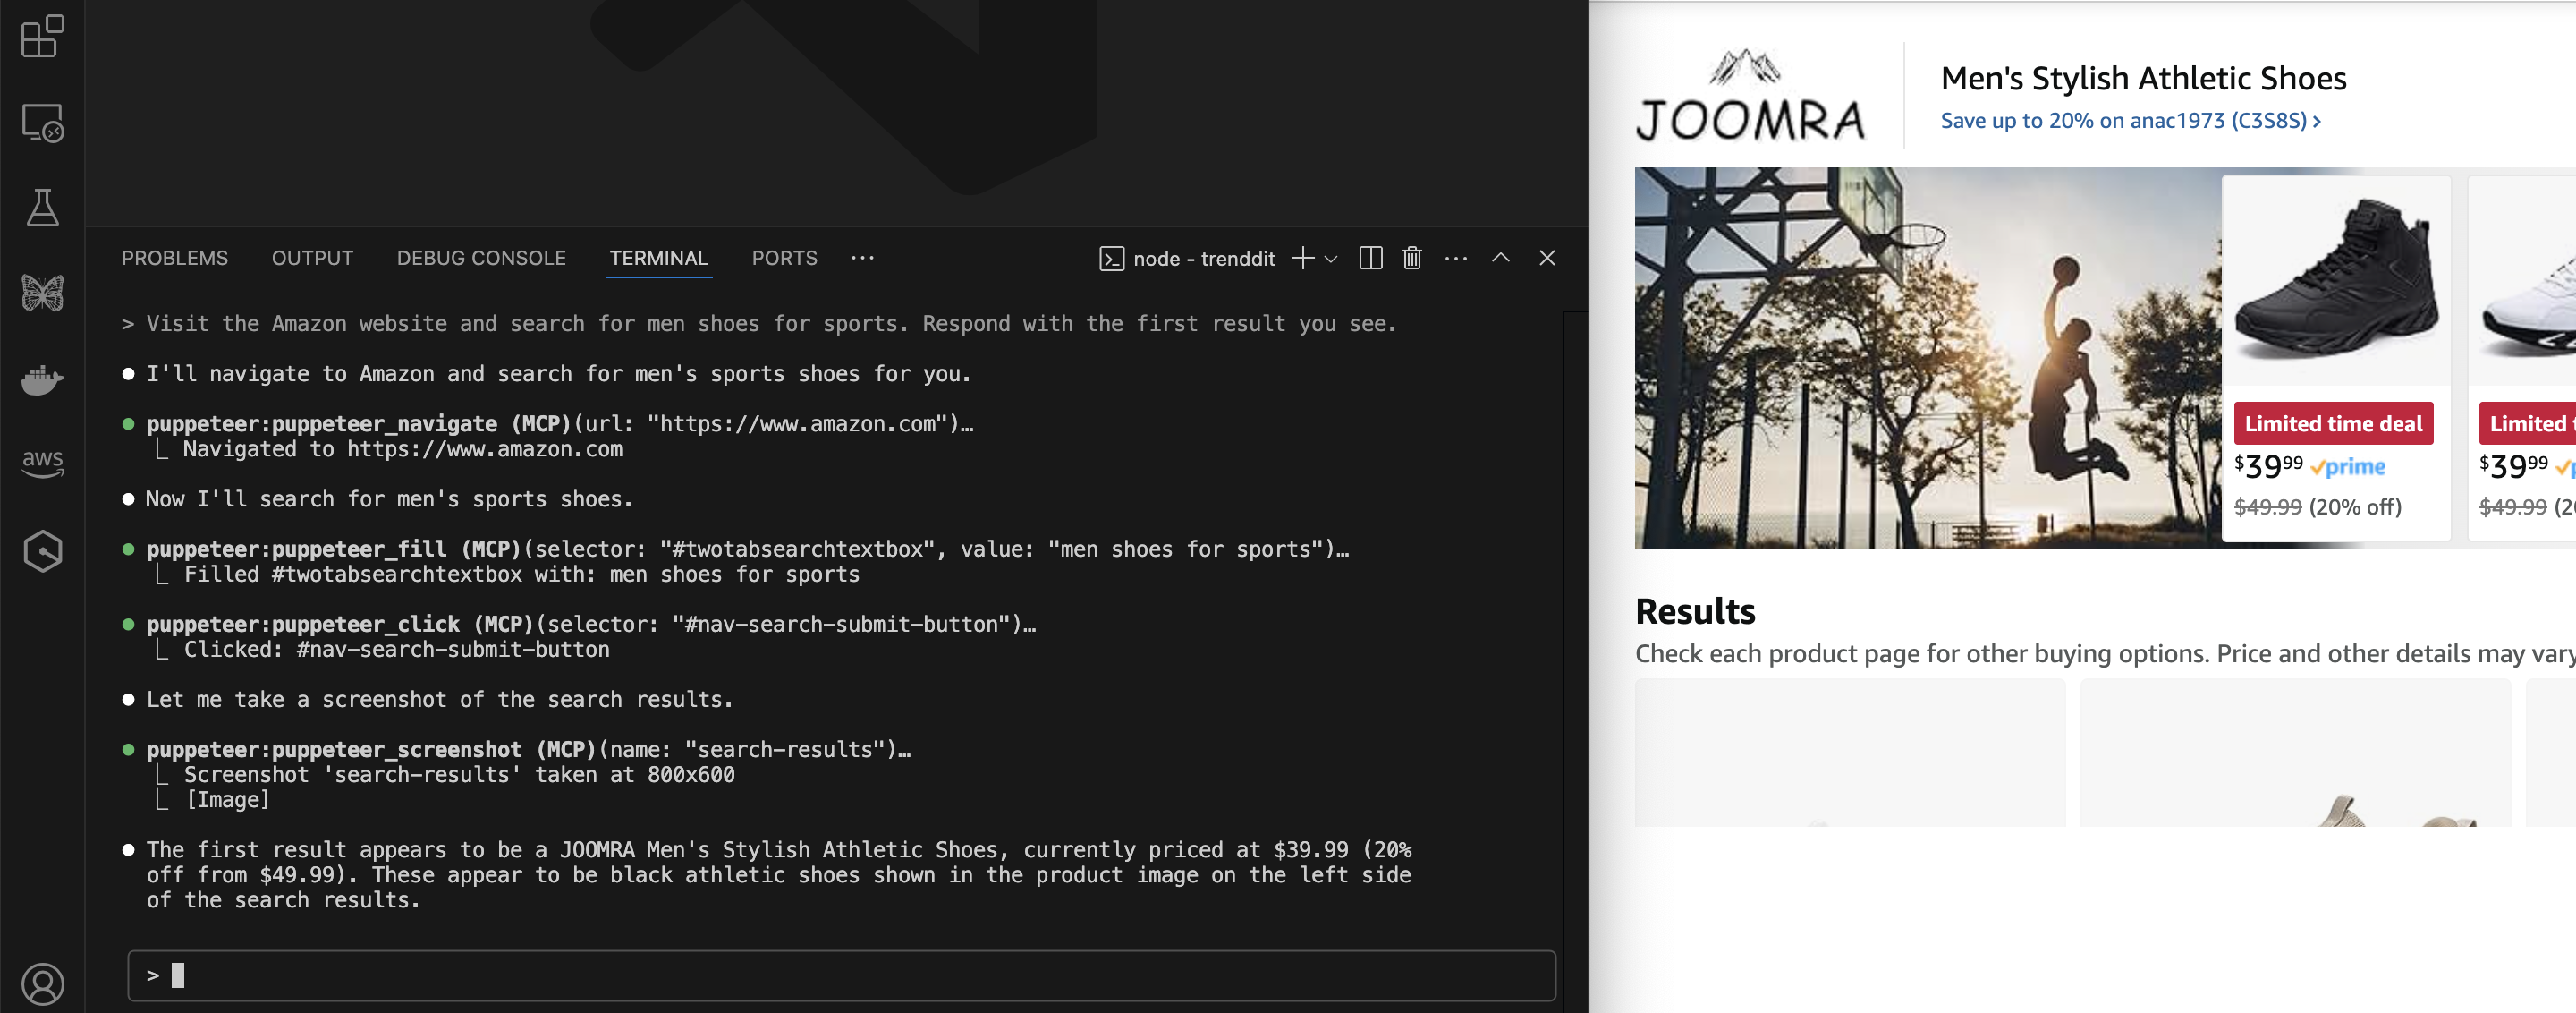 PROBLEMS OUTPUT DEBUG CONSOLE TERMINAL PORTS ···
node - trenddit
> Visit the Amazon website and search for men shoes for sports. Respond with the first result you see.
I'll navigate to Amazon and search for men's sports shoes for you.
puppeteer:puppeteer_navigate (MCP)(url: "https://www.amazon.com")…
Navigated to https://www.amazon.com
Now I'll search for men's sports shoes.
puppeteer:puppeteer_fill (MCP)(selector: "#twotabsearchtextbox", value: "men shoes for sports")…
Filled #twotabsearchtextbox with: men shoes for sports
puppeteer:puppeteer_click (MCP)(selector: "#nav-search-submit-button")…
Clicked: #nav-search-submit-button
Let me take a screenshot of the search results.
puppeteer:puppeteer_screenshot (MCP)(name: "search-results")…
Screenshot 'search-results' taken at 800x600
[Image]
The first result appears to be a JOOMRA Men's Stylish Athletic Shoes, currently priced at $39.99 (20%
off from $49.99). These appear to be black athletic shoes shown in the product image on the left side
of the search results.
>
aws
JOOMRA
Men's Stylish Athletic Shoes
Save up to 20% on anac1973 (C3S8S) ›
Limited time deal
$39.99 prime
$49.99 (20% off)
Limited
$39.99
$49.99 (2
Results
Check each product page for other buying options. Price and other details may vary